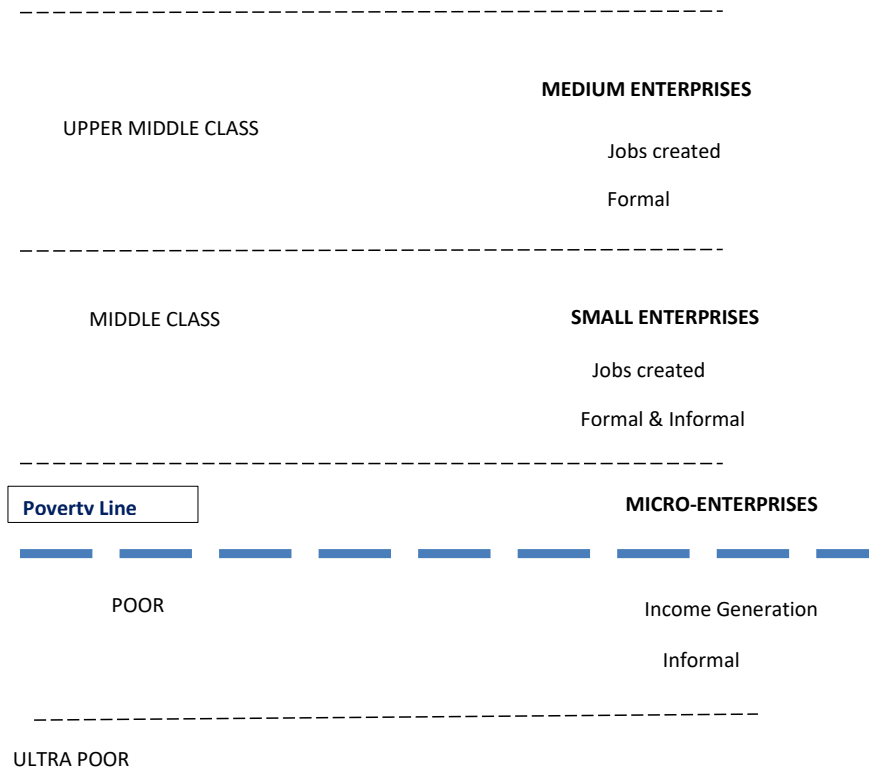 MEDIUM ENTERPRISES
UPPER MIDDLE CLASS
Jobs created
Formal
MIDDLE CLASS
SMALL ENTERPRISES
Jobs created
Formal & Informal
Poverty Line
MICRO-ENTERPRISES
POOR
Income Generation
Informal
ULTRA POOR